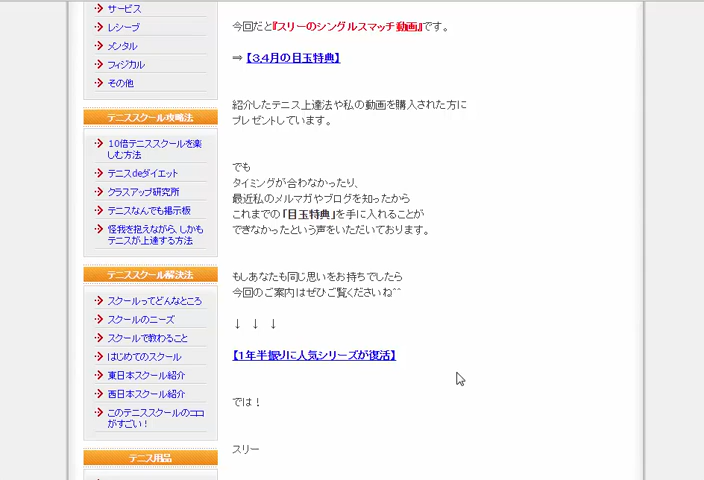 サービス
レシーブ
メンタル
フィジカル
その他
テニススクール攻略法
10倍テニススクールを楽
しむ方法
テニスdeダイエット
クラスアップ研究所
テニスなんでも掲示板
怪我を抱えながら、しかも
テニスが上達する方法
テニススクール解決法
スクールってどんなところ
スクールのニーズ
スクールで教わること
はじめてのスクール
東日本スクール紹介
西日本スクール紹介
このテニススクールのココ
がすごい！
テニス用品
今回だと『スリーのシングルスマッチ動画』です。
⇒ 【3,4月の目玉特典】
紹介したテニス上達法や私の動画を購入された方に
プレゼントしています。
でも
タイミングが合わなかったり、
最近私のメルマガやブログを知ったから
これまでの「目玉特典」を手に入れることが
できなかったという声をいただいております。
もしあなたも同じ思いをお持ちでしたら
今回のご案内はぜひご覧くださいね^^
↓ ↓ ↓
【1年半振りに人気シリーズが復活】
では！
スリー